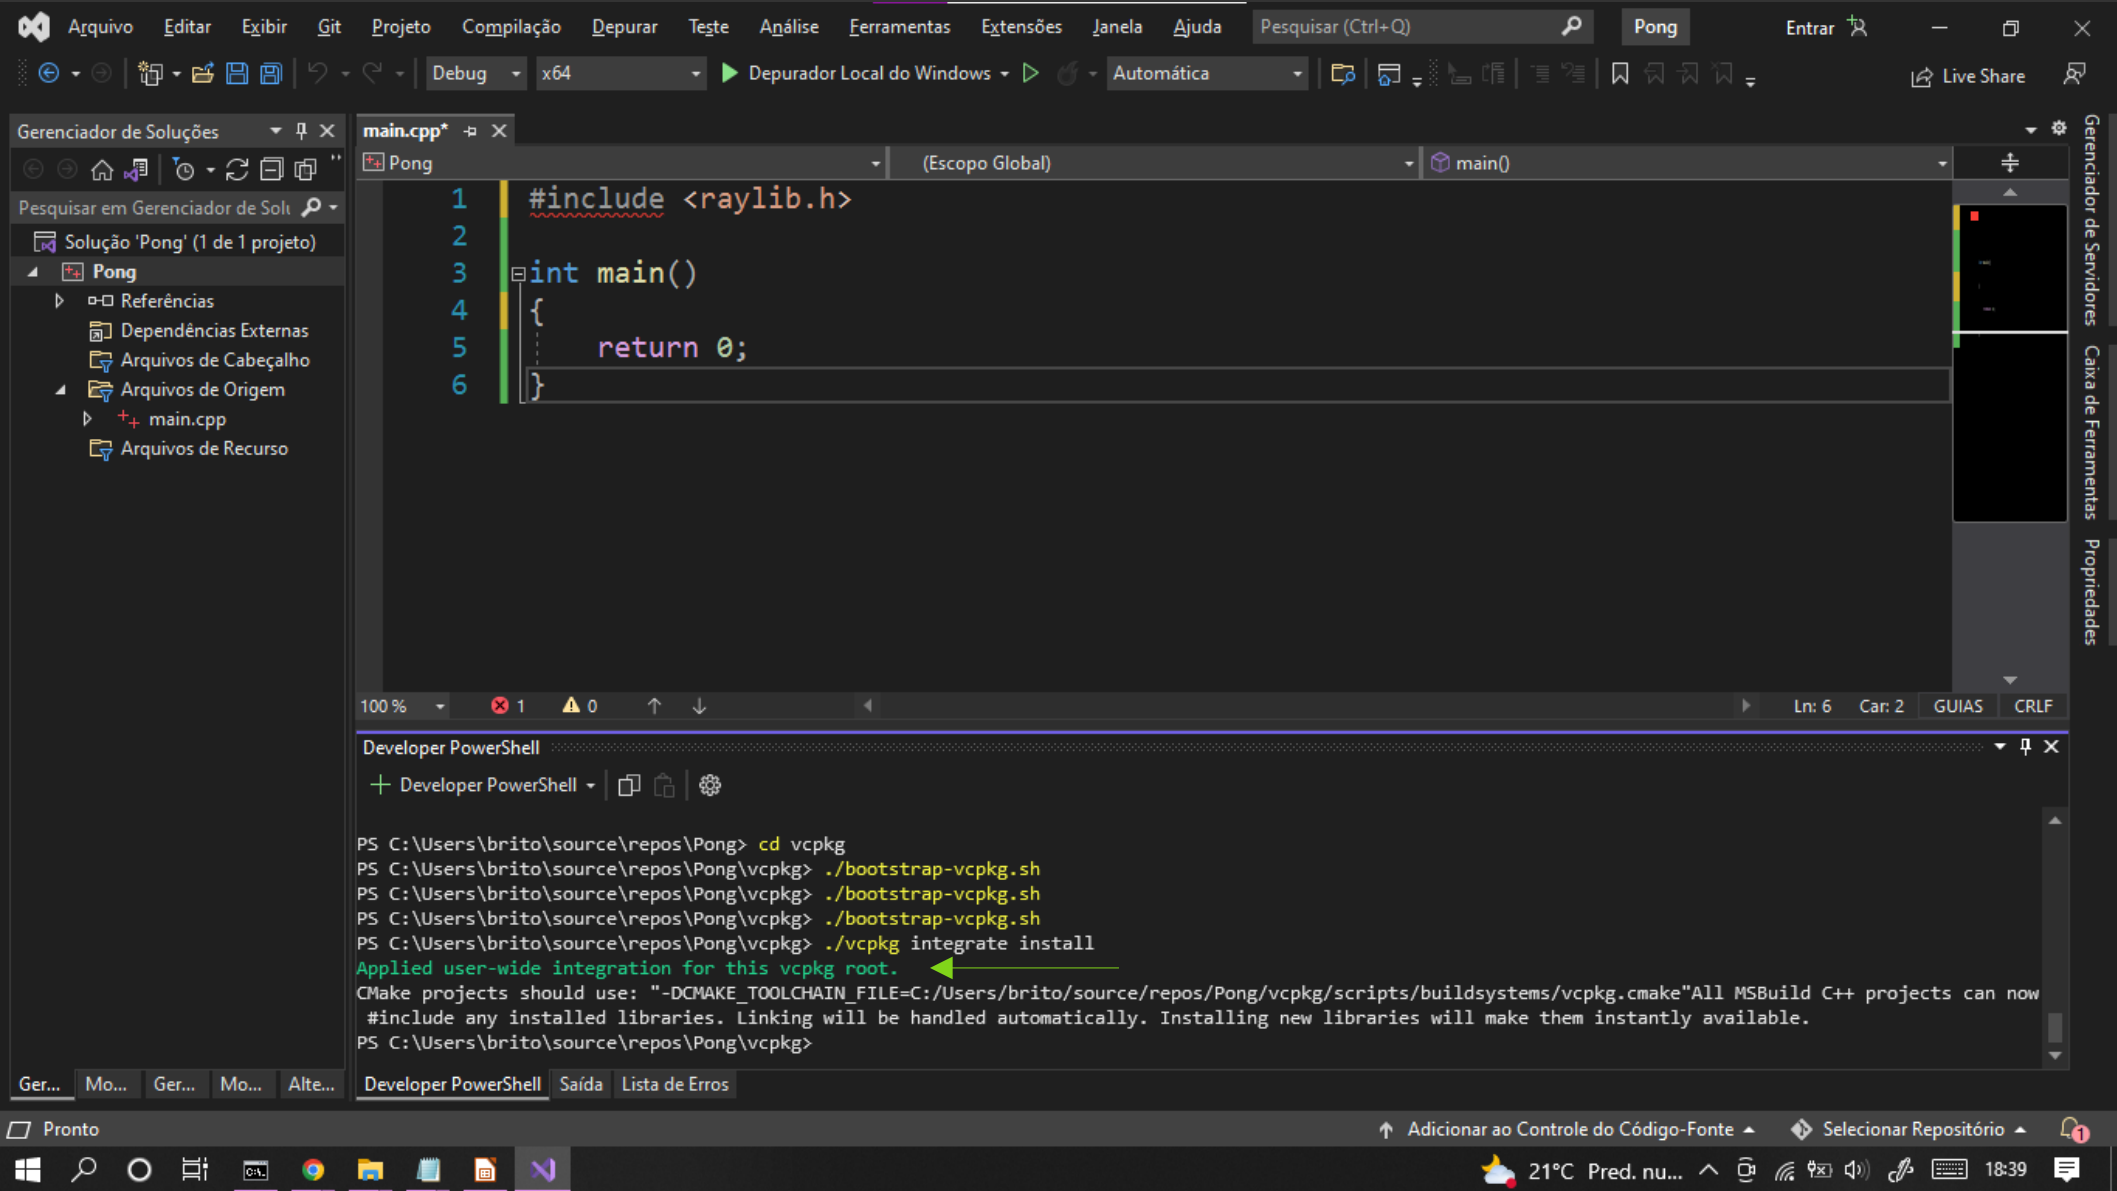 Arquivo Editar Exibir Git Projeto Compilação Depurar Teste Análise Ferramentas Extensões Janela Ajuda Pesquisar (Ctrl+Q) Pong Entrar
Debug x64 Depurador Local do Windows Automática Live Share
Gerenciador de Soluções
Pesquisar em Gerenciador de Solu
Solução 'Pong' (1 de 1 projeto)
Pong
Referências
Dependências Externas
Arquivos de Cabeçalho
Arquivos de Origem
main.cpp
Arquivos de Recurso
Ger... Mo... Ger... Mo... Alte...
main.cpp*
Pong (Escopo Global) main()
1 #include <raylib.h>
2
3 int main()
4 {
5 return 0;
6 }
100 % 1 0 Ln: 6 Car: 2 GUIAS CRLF
Developer PowerShell
Developer PowerShell
PS C:\Users\brito\source\repos\Pong> cd vcpkg
PS C:\Users\brito\source\repos\Pong\vcpkg> ./bootstrap-vcpkg.sh
PS C:\Users\brito\source\repos\Pong\vcpkg> ./bootstrap-vcpkg.sh
PS C:\Users\brito\source\repos\Pong\vcpkg> ./bootstrap-vcpkg.sh
PS C:\Users\brito\source\repos\Pong\vcpkg> ./vcpkg integrate install
Applied user-wide integration for this vcpkg root.
CMake projects should use: "-DCMAKE_TOOLCHAIN_FILE=C:/Users/brito/source/repos/Pong/vcpkg/scripts/buildsystems/vcpkg.cmake"All MSBuild C++ projects can now
#include any installed libraries. Linking will be handled automatically. Installing new libraries will make them instantly available.
PS C:\Users\brito\source\repos\Pong\vcpkg>
Developer PowerShell Saída Lista de Erros
Gerenciador de Servidores
Caixa de Ferramentas
Propriedades
Pronto Adicionar ao Controle do Código-Fonte Selecionar Repositório 1
21°C Pred. nu... 18:39